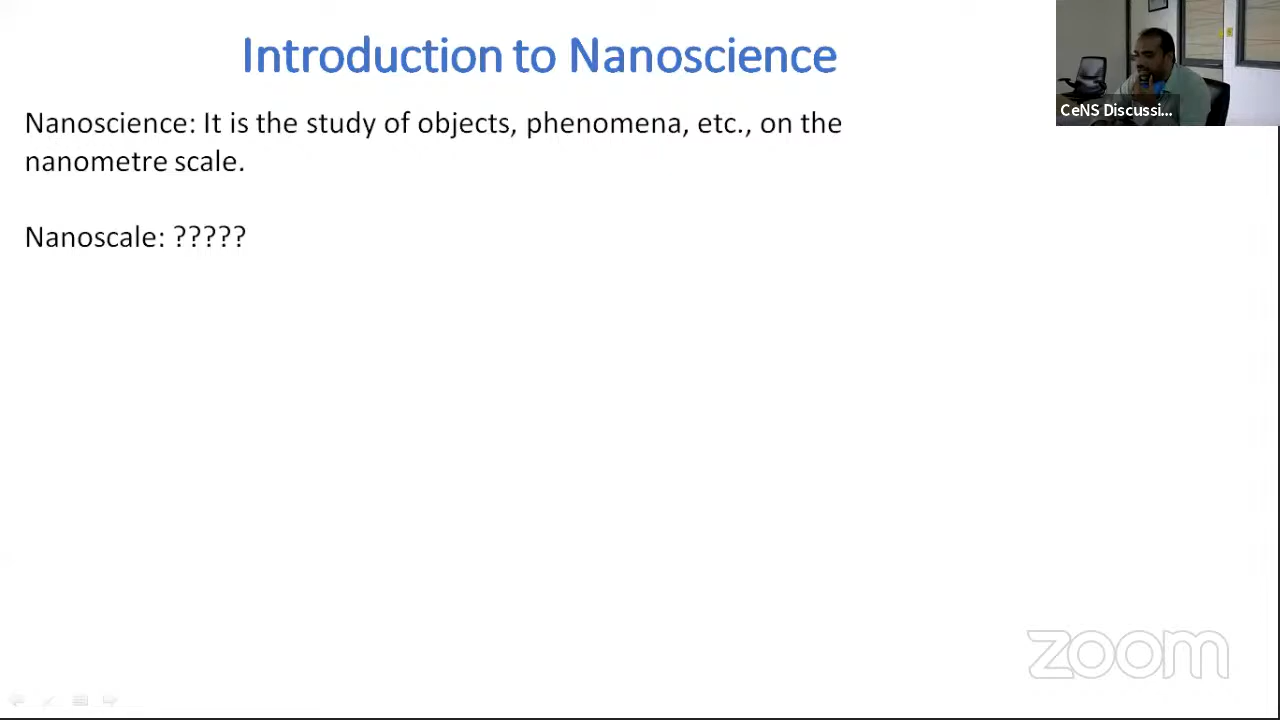 Introduction to Nanoscience
CeNS Discussi...
Nanoscience: It is the study of objects, phenomena, etc., on the
nanometre scale.
Nanoscale: ?????
zoom